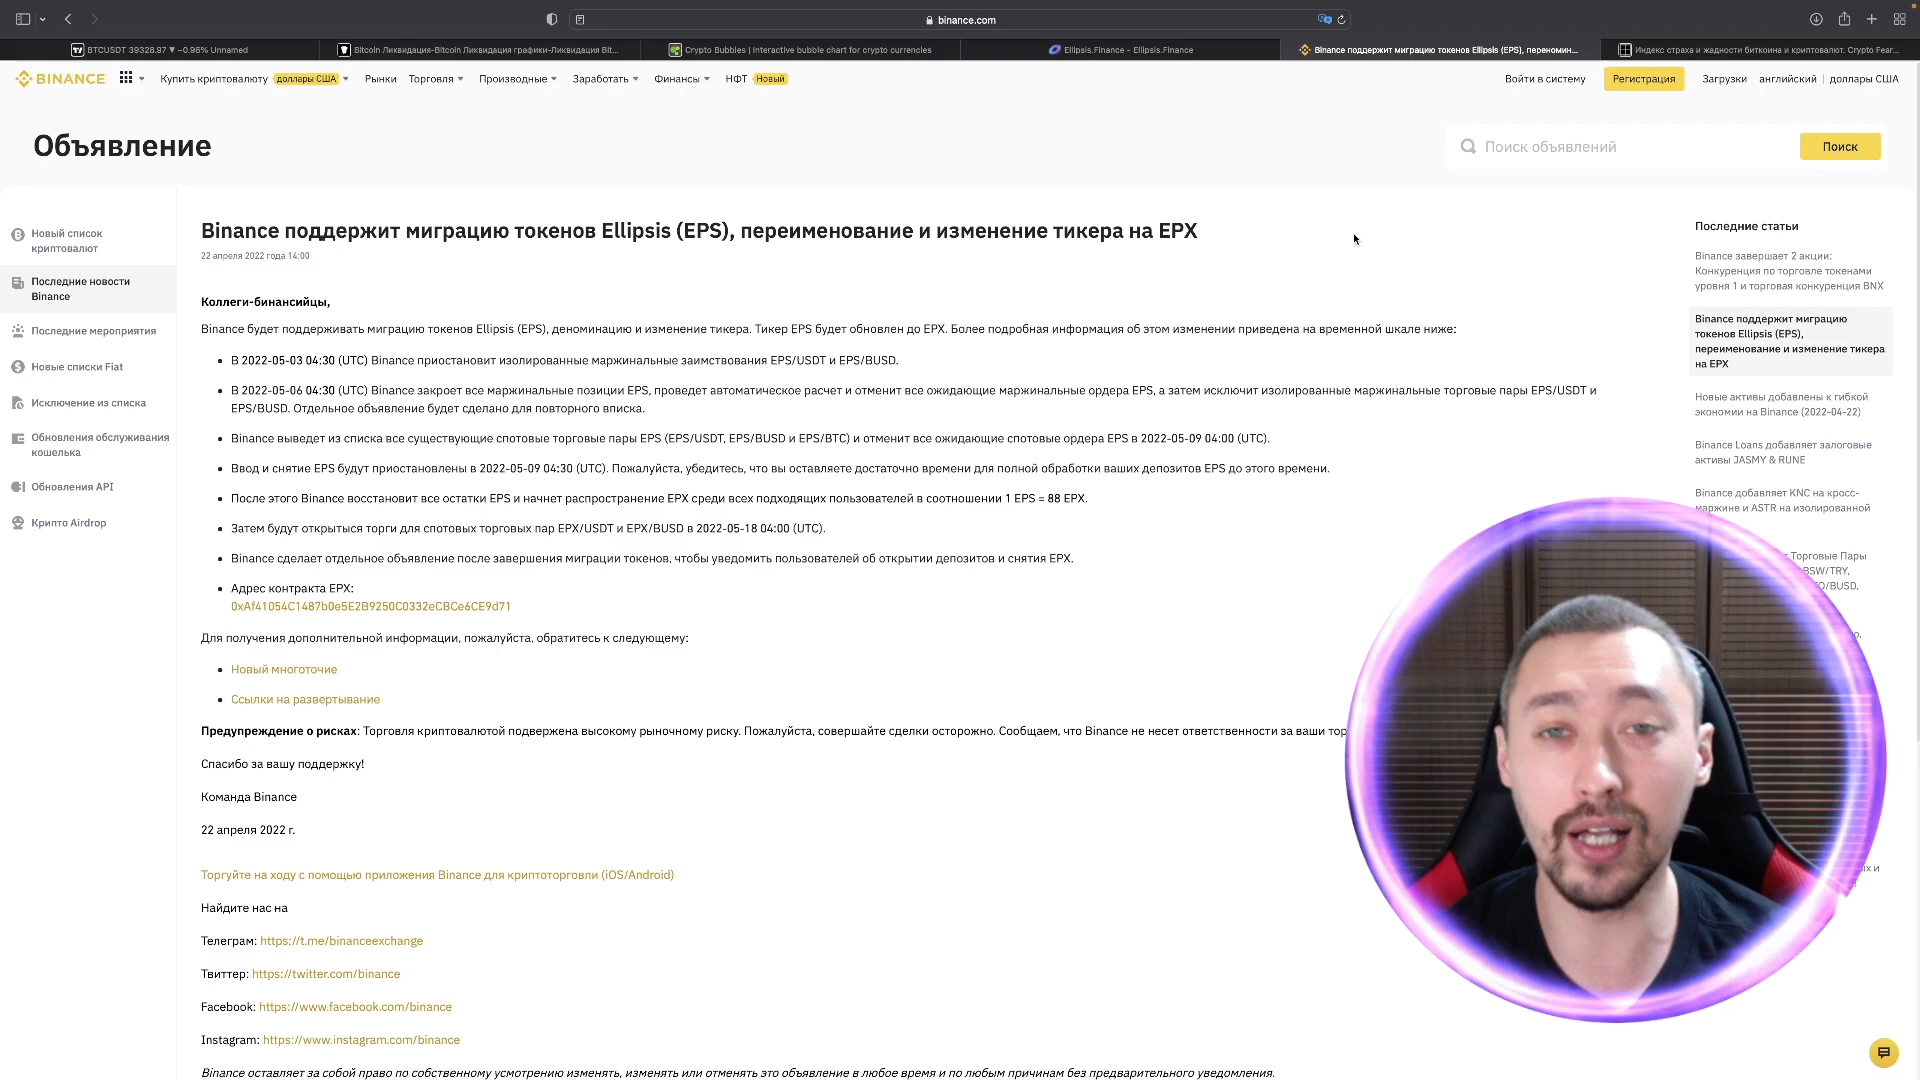 binance.com
BTCUSDT 39328.97 ▼ −0.96% Unnamed
Bitcoin Ликвидация-Bitcoin Ликвидация графики-Ликвидация Bit...
Crypto Bubbles | Interactive bubble chart for crypto currencies
Ellipsis.Finance - Ellipsis.Finance
Binance поддержит миграцию токенов Ellipsis (EPS), переименин...
Индекс страха и жадности биткоина и криптовалют. Crypto Fear...
BINANCE
Купить криптовалюту доллары США
Рынки
Торговля
Производные
Заработать
Финансы
НФТ Новый
Войти в систему
Регистрация
Загрузки
английский | доллары США
Объявление
Поиск объявлений
Поиск
Новый список
криптовалют
Последние новости
Binance
Последние мероприятия
Новые списки Fiat
Исключение из списка
Обновления обслуживания
кошелька
Обновления API
Крипто Airdrop
Binance поддержит миграцию токенов Ellipsis (EPS), переименование и изменение тикера на EPX
22 апреля 2022 года 14:00
Коллеги-бинансийцы,
Binance будет поддерживать миграцию токенов Ellipsis (EPS), деноминацию и изменение тикера. Тикер EPS будет обновлен до EPX. Более подробная информация об этом изменении приведена на временной шкале ниже:
В 2022-05-03 04:30 (UTC) Binance приостановит изолированные маржинальные заимствования EPS/USDT и EPS/BUSD.
В 2022-05-06 04:30 (UTC) Binance закроет все маржинальные позиции EPS, проведет автоматическое расчет и отменит все ожидающие маржинальные ордера EPS, а затем исключит изолированные маржинальные торговые пары EPS/USDT и
EPS/BUSD. Отдельное объявление будет сделано для повторного вписка.
Binance выведет из списка все существующие спотовые торговые пары EPS (EPS/USDT, EPS/BUSD и EPS/BTC) и отменит все ожидающие спотовые ордера EPS в 2022-05-09 04:00 (UTC).
Ввод и снятие EPS будут приостановлены в 2022-05-09 04:30 (UTC). Пожалуйста, убедитесь, что вы оставляете достаточно времени для полной обработки ваших депозитов EPS до этого времени.
После этого Binance восстановит все остатки EPS и начнет распространение EPX среди всех подходящих пользователей в соотношении 1 EPS = 88 EPX.
Затем будут открыться торги для спотовых торговых пар EPX/USDT и EPX/BUSD в 2022-05-18 04:00 (UTC).
Binance сделает отдельное объявление после завершения миграции токенов, чтобы уведомить пользователей об открытии депозитов и снятия EPX.
Адрес контракта EPX:
0xAf41054C1487b0e5E2B9250C0332eCBCe6CE9d71
Для получения дополнительной информации, пожалуйста, обратитесь к следующему:
Новый многоточие
Ссылки на развертывание
Предупреждение о рисках: Торговля криптовалютой подвержена высокому рыночному риску. Пожалуйста, совершайте сделки осторожно. Сообщаем, что Binance не несет ответственности за ваши тор
Спасибо за вашу поддержку!
Команда Binance
22 апреля 2022 г.
Торгуйте на ходу с помощью приложения Binance для криптоторговли (iOS/Android)
Найдите нас на
Телеграм: https://t.me/binanceexchange
Твиттер: https://twitter.com/binance
Facebook: https://www.facebook.com/binance
Instagram: https://www.instagram.com/binance
Binance оставляет за собой право по собственному усмотрению изменять, изменять или отменять это объявление в любое время и по любым причинам без предварительного уведомления.
Последние статьи
Binance завершает 2 акции:
Конкуренция по торговле токенами
уровня 1 и торговая конкуренция BNX
Binance поддержит миграцию
токенов Ellipsis (EPS),
переименование и изменение тикера
на EPX
Новые активы добавлены к гибкой
экономии на Binance (2022-04-22)
Binance Loans добавляет залоговые
активы JASMY & RUNE
Binance добавляет KNC на кросс-
маржине и ASTR на изолированной
Торговые Пары
BSW/TRY,
O/BUSD,